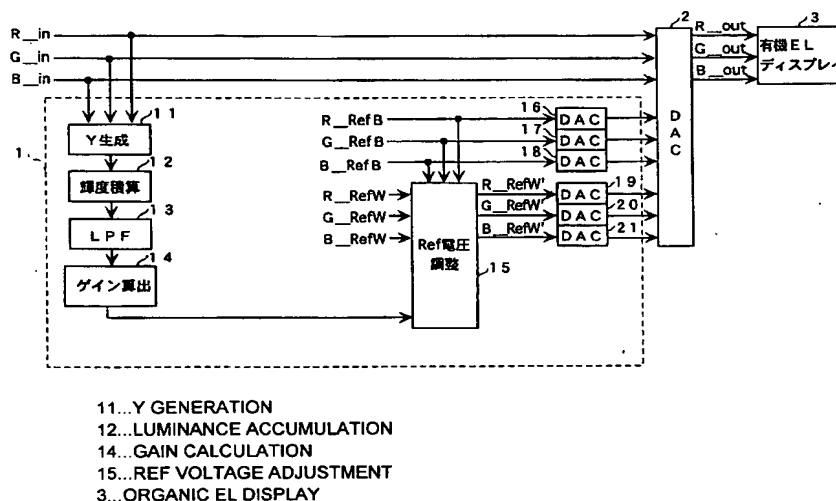 2
3
R_in
G_in
B_in
R_out
G_out
B_out
有機EL
ディスプレイ
DAC
1
11
Y生成
12
輝度積算
13
LPF
14
ゲイン算出
R_RefB
G_RefB
B_RefB
16
DAC
17
DAC
18
DAC
R_RefW
G_RefW
B_RefW
Ref電圧
調整
15
R_RefW'
G_RefW'
B_RefW'
19
DAC
20
DAC
21
DAC
11...Y GENERATION
12...LUMINANCE ACCUMULATION
14...GAIN CALCULATION
15...REF VOLTAGE ADJUSTMENT
3...ORGANIC EL DISPLAY